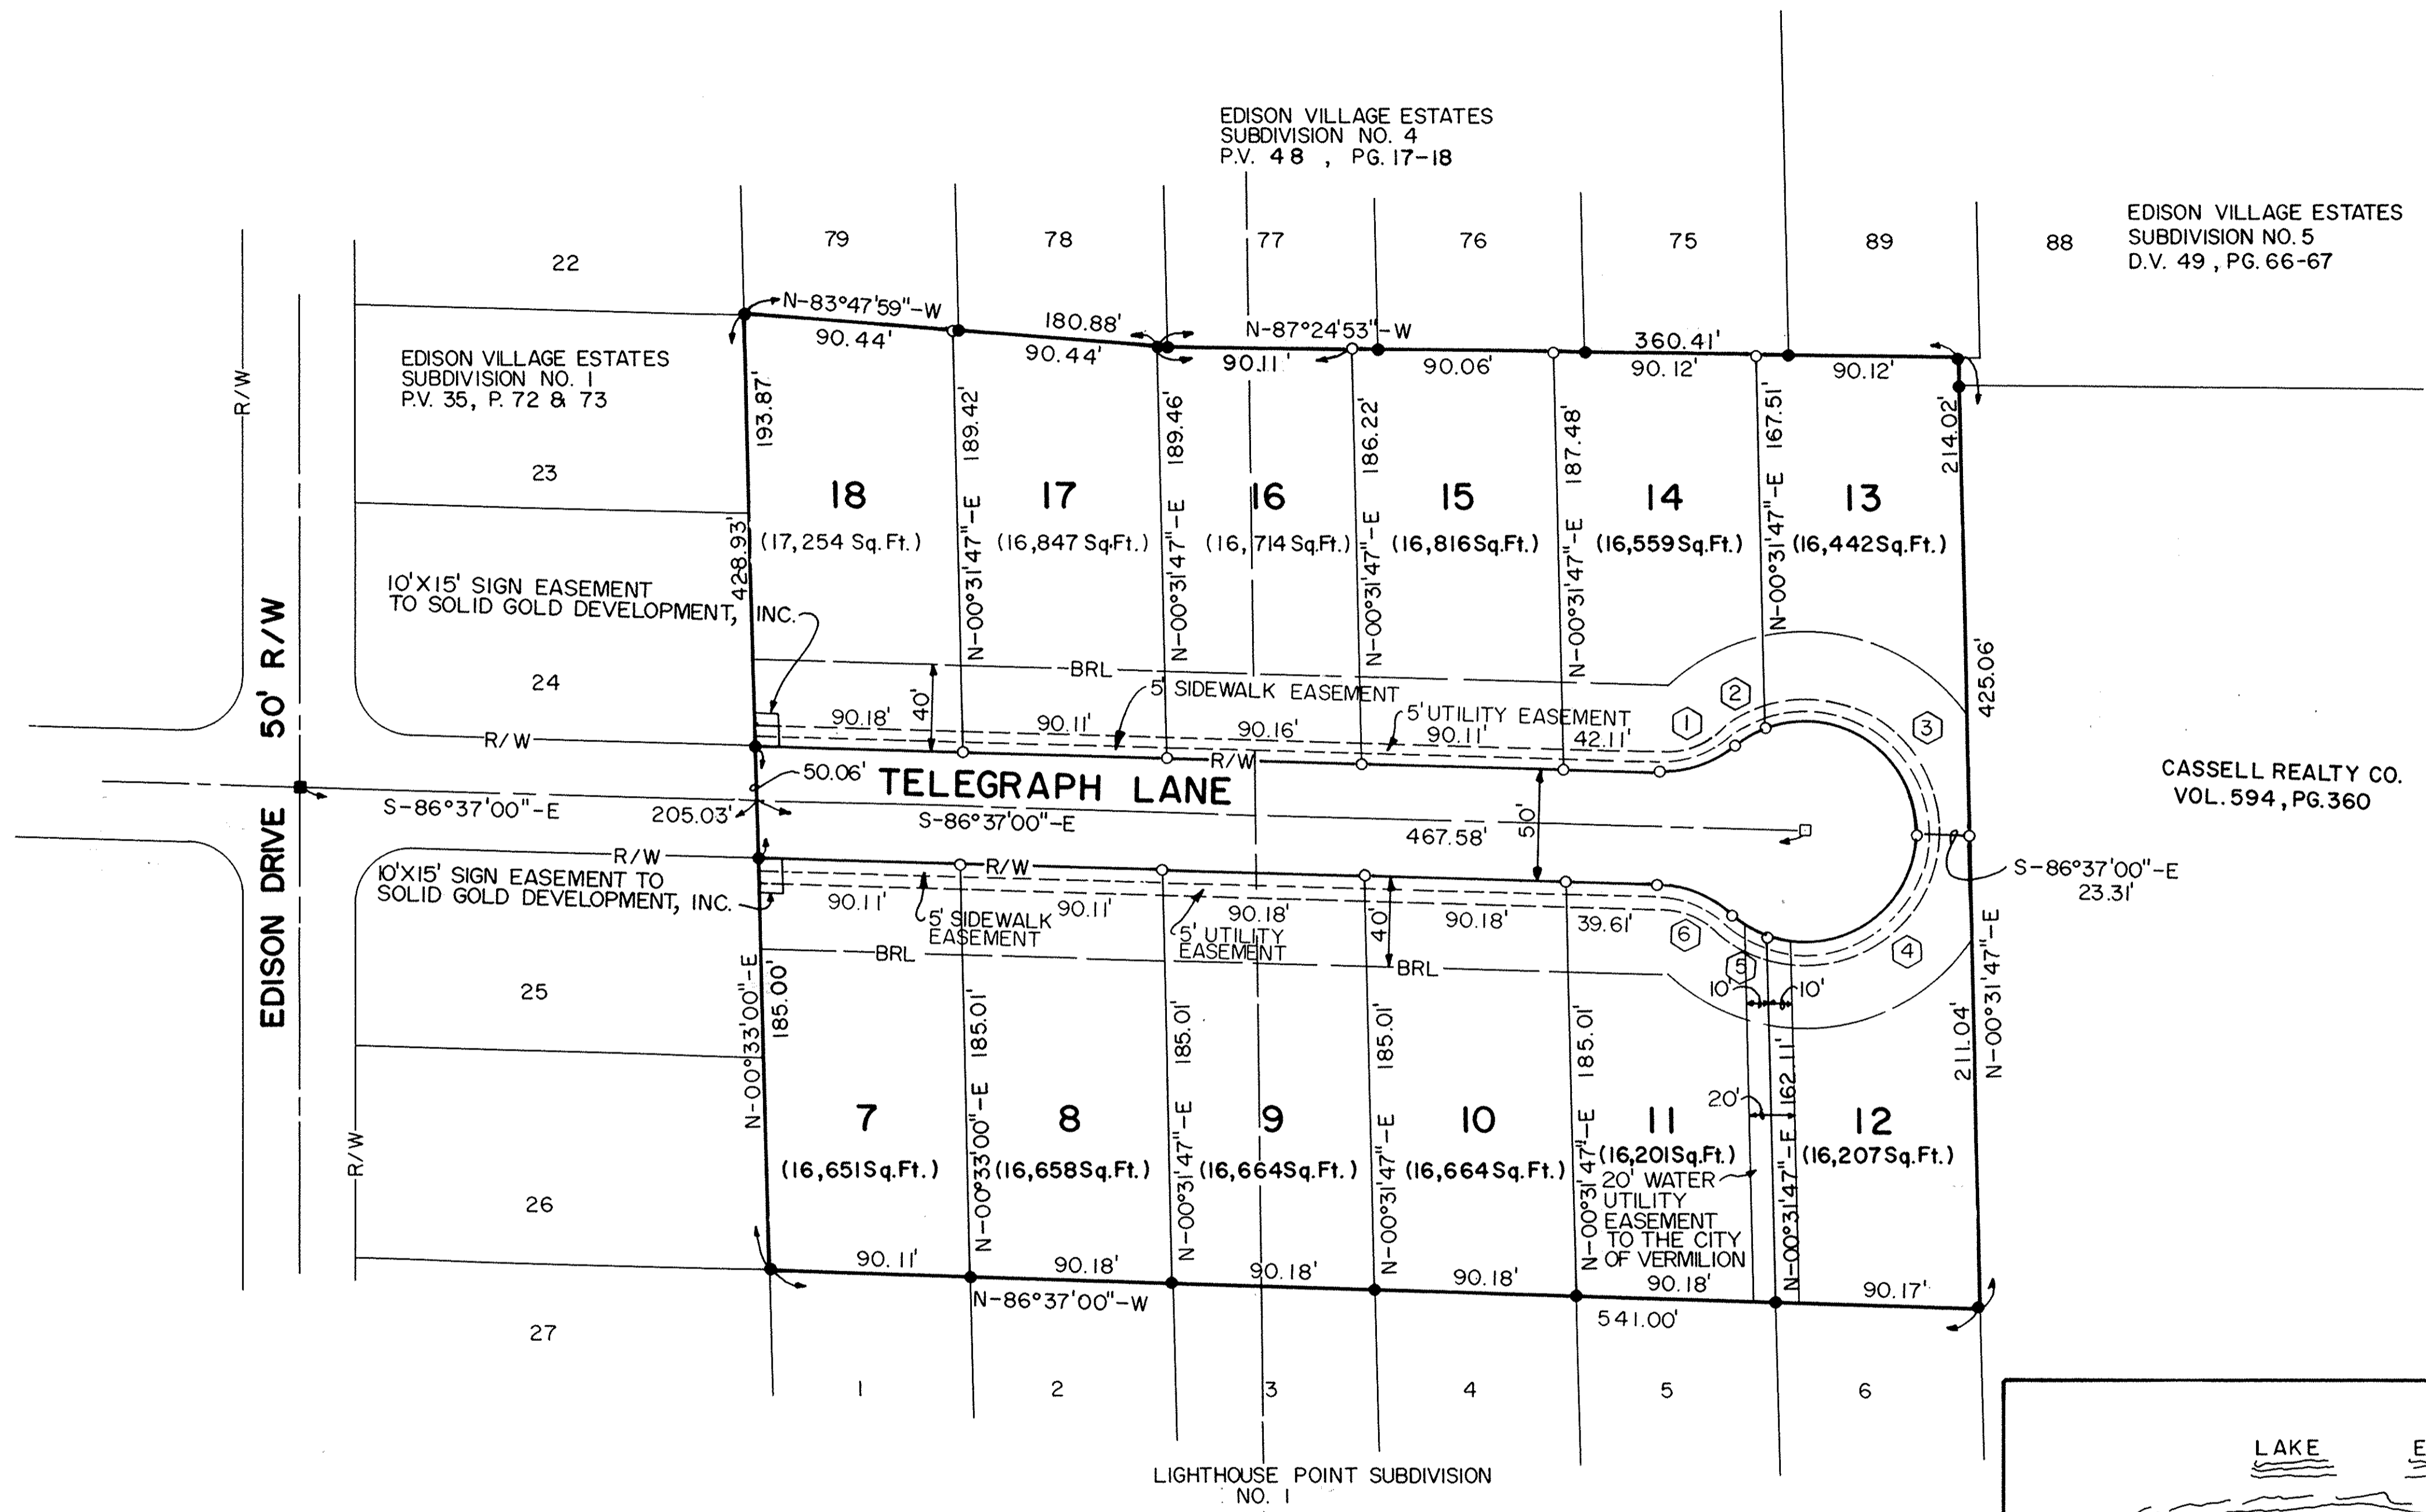 EDISON VILLAGE ESTATES
SUBDIVISION NO. 4
P.V. 48 , PG. 17-18
EDISON VILLAGE ESTATES
SUBDIVISION NO. 5
D.V. 49 , PG. 66-67
22
79
78
77
76
75
89
88
N-83°47'59"-W
180.88'
N-87°24'53"-W
360.41'
90.44'
90.44'
90.11'
90.06'
90.12'
90.12'
EDISON VILLAGE ESTATES
SUBDIVISION NO. 1
P.V. 35, P. 72 & 73
R/W
193.87'
189.42'
189.46'
186.22'
187.48'
167.51'
214.02'
23
18
(17,254 Sq.Ft.)
17
(16,847 Sq.Ft.)
16
(16,714 Sq.Ft.)
15
(16,816 Sq.Ft.)
14
(16,559 Sq.Ft.)
13
(16,442 Sq.Ft.)
428.93'
N-00°31'47"-E
N-00°31'47"-E
N-00°31'47"-E
N-00°31'47"-E
N-00°31'47"-E
10'X15' SIGN EASEMENT
TO SOLID GOLD DEVELOPMENT, INC.
24
BRL
40'
5' SIDEWALK EASEMENT
5' UTILITY EASEMENT
90.18'
90.11'
90.16'
90.11'
42.11'
1
2
3
425.06'
R/W
R/W
EDISON DRIVE 50' R/W
50.06'
TELEGRAPH LANE
S-86°37'00"-E
205.03'
S-86°37'00"-E
467.58'
50'
CASSELL REALTY CO.
VOL. 594, PG. 360
S-86°37'00"-E
23.31'
R/W
R/W
10'X15' SIGN EASEMENT TO
SOLID GOLD DEVELOPMENT, INC.
90.11'
90.11'
90.18'
90.18'
39.61'
5' SIDEWALK
EASEMENT
5' UTILITY
EASEMENT
40'
6
5
4
BRL
BRL
10'
10'
25
N-00°33'00"-E
185.00'
185.01'
185.01'
185.01'
185.01'
162.11'
211.04'
N-00°31'47"-E
20'
R/W
7
(16,651 Sq.Ft.)
8
(16,658 Sq.Ft.)
9
(16,664 Sq.Ft.)
10
(16,664 Sq.Ft.)
11
(16,201 Sq.Ft.)
12
(16,207 Sq.Ft.)
N-00°33'00"-E
N-00°31'47"-E
N-00°31'47"-E
N-00°31'47"-E
N-00°31'47"-E
20' WATER
UTILITY
EASEMENT
TO THE CITY
OF VERMILION
26
90.11'
90.18'
90.18'
90.18'
90.18'
90.17'
N-86°37'00"-W
541.00'
27
1
2
3
4
5
6
LIGHTHOUSE POINT SUBDIVISION
NO. 1
LAKE E